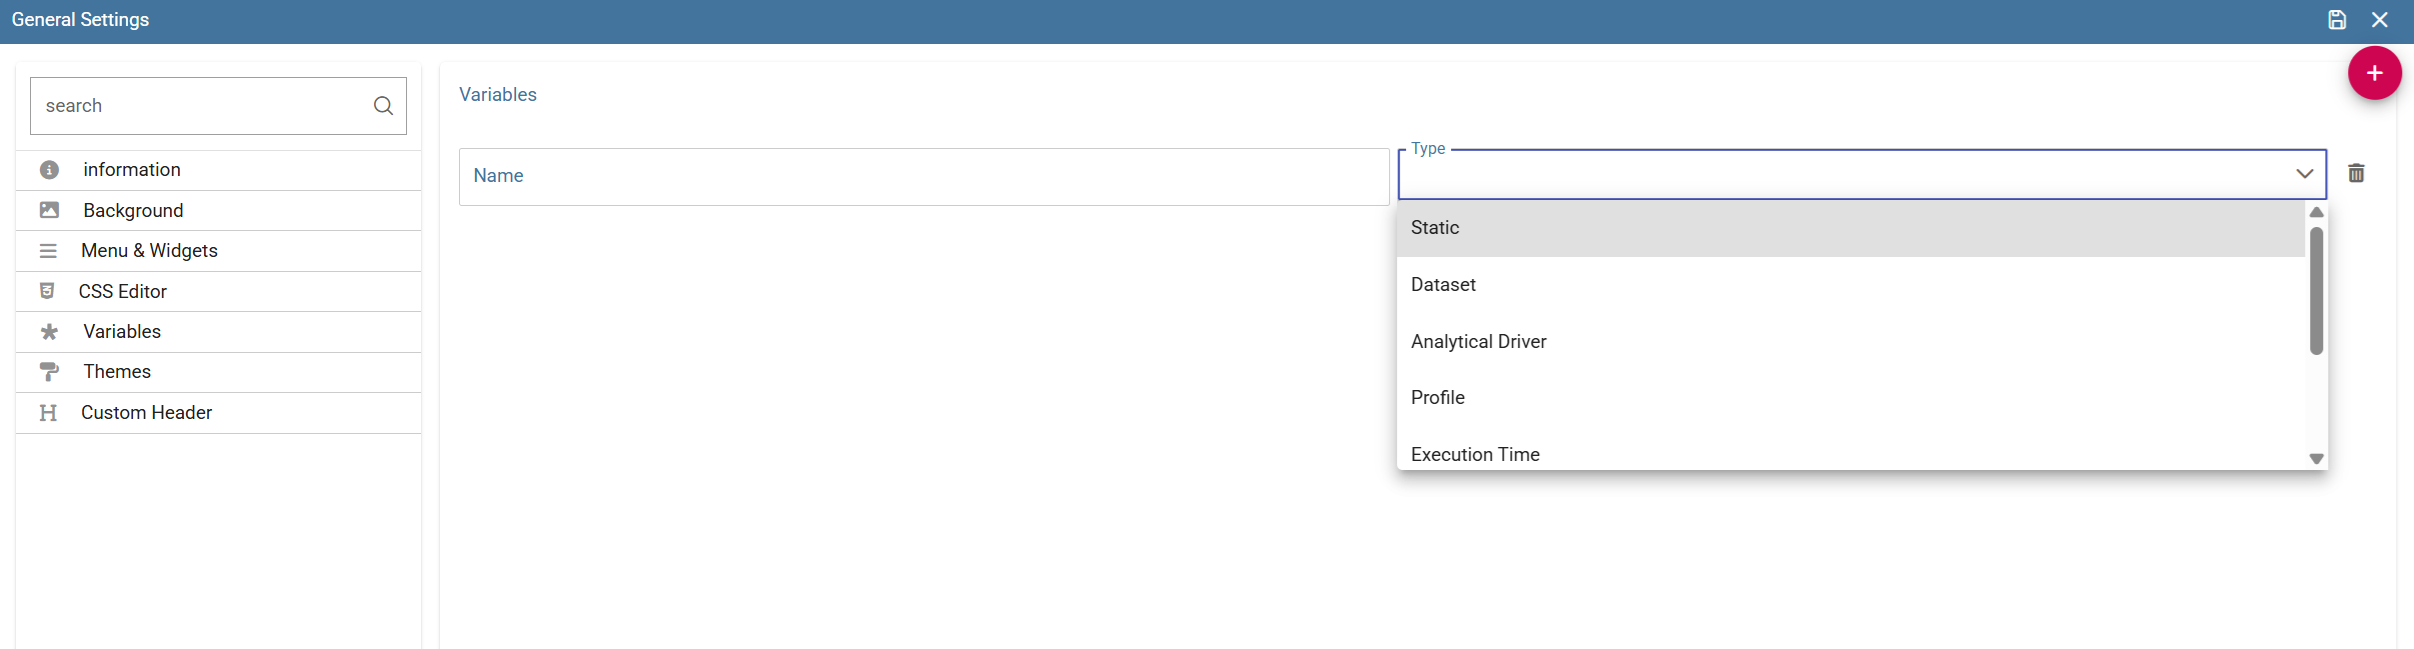 General Settings
search
information
Background
Menu & Widgets
CSS Editor
Variables
Themes
Custom Header
Variables
Name
Type
Static
Dataset
Analytical Driver
Profile
Execution Time